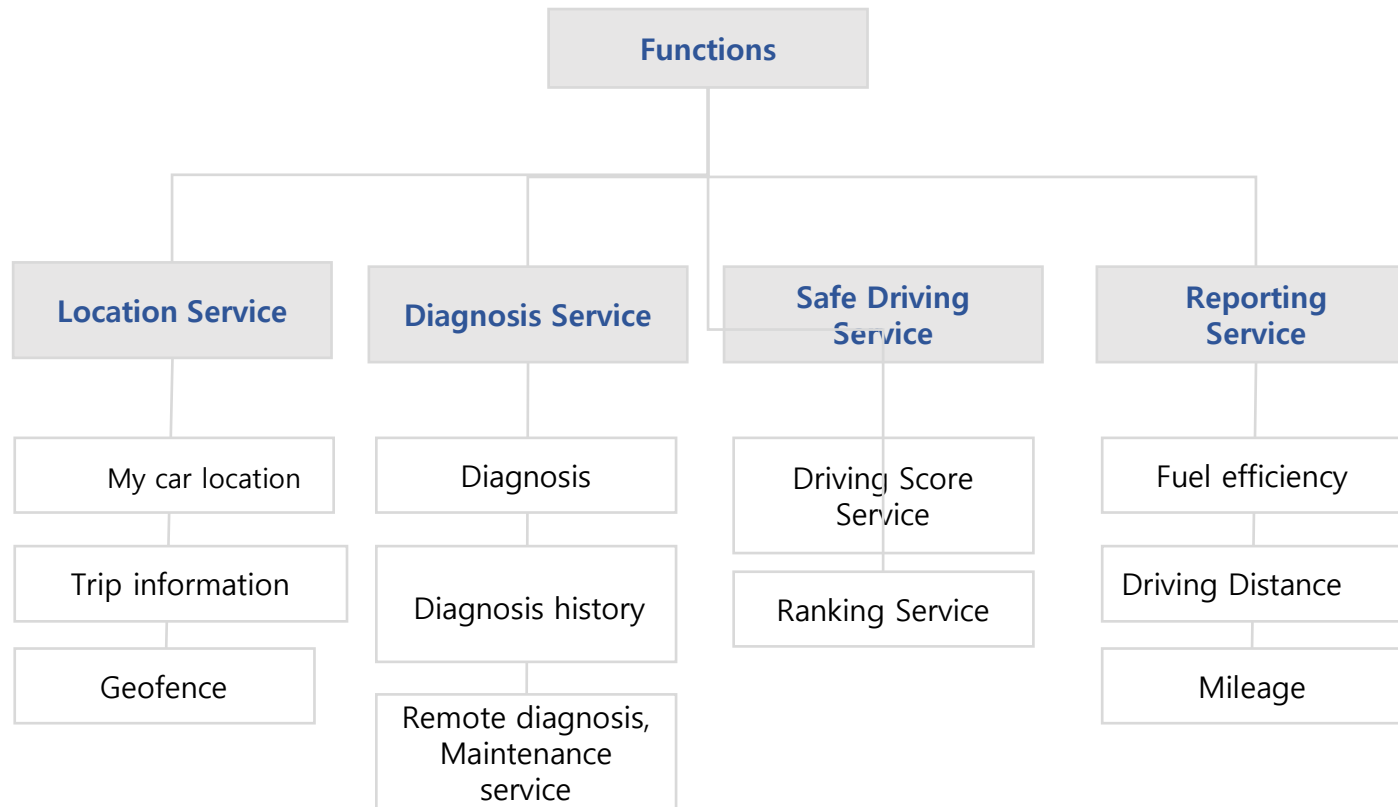 Functions
Location Service
Diagnosis Service
Safe Driving
Service
Reporting
Service
My car location
Trip information
Geofence
Diagnosis
Diagnosis history
Remote diagnosis,
Maintenance
service
Driving Score
Service
Ranking Service
Fuel efficiency
Driving Distance
Mileage